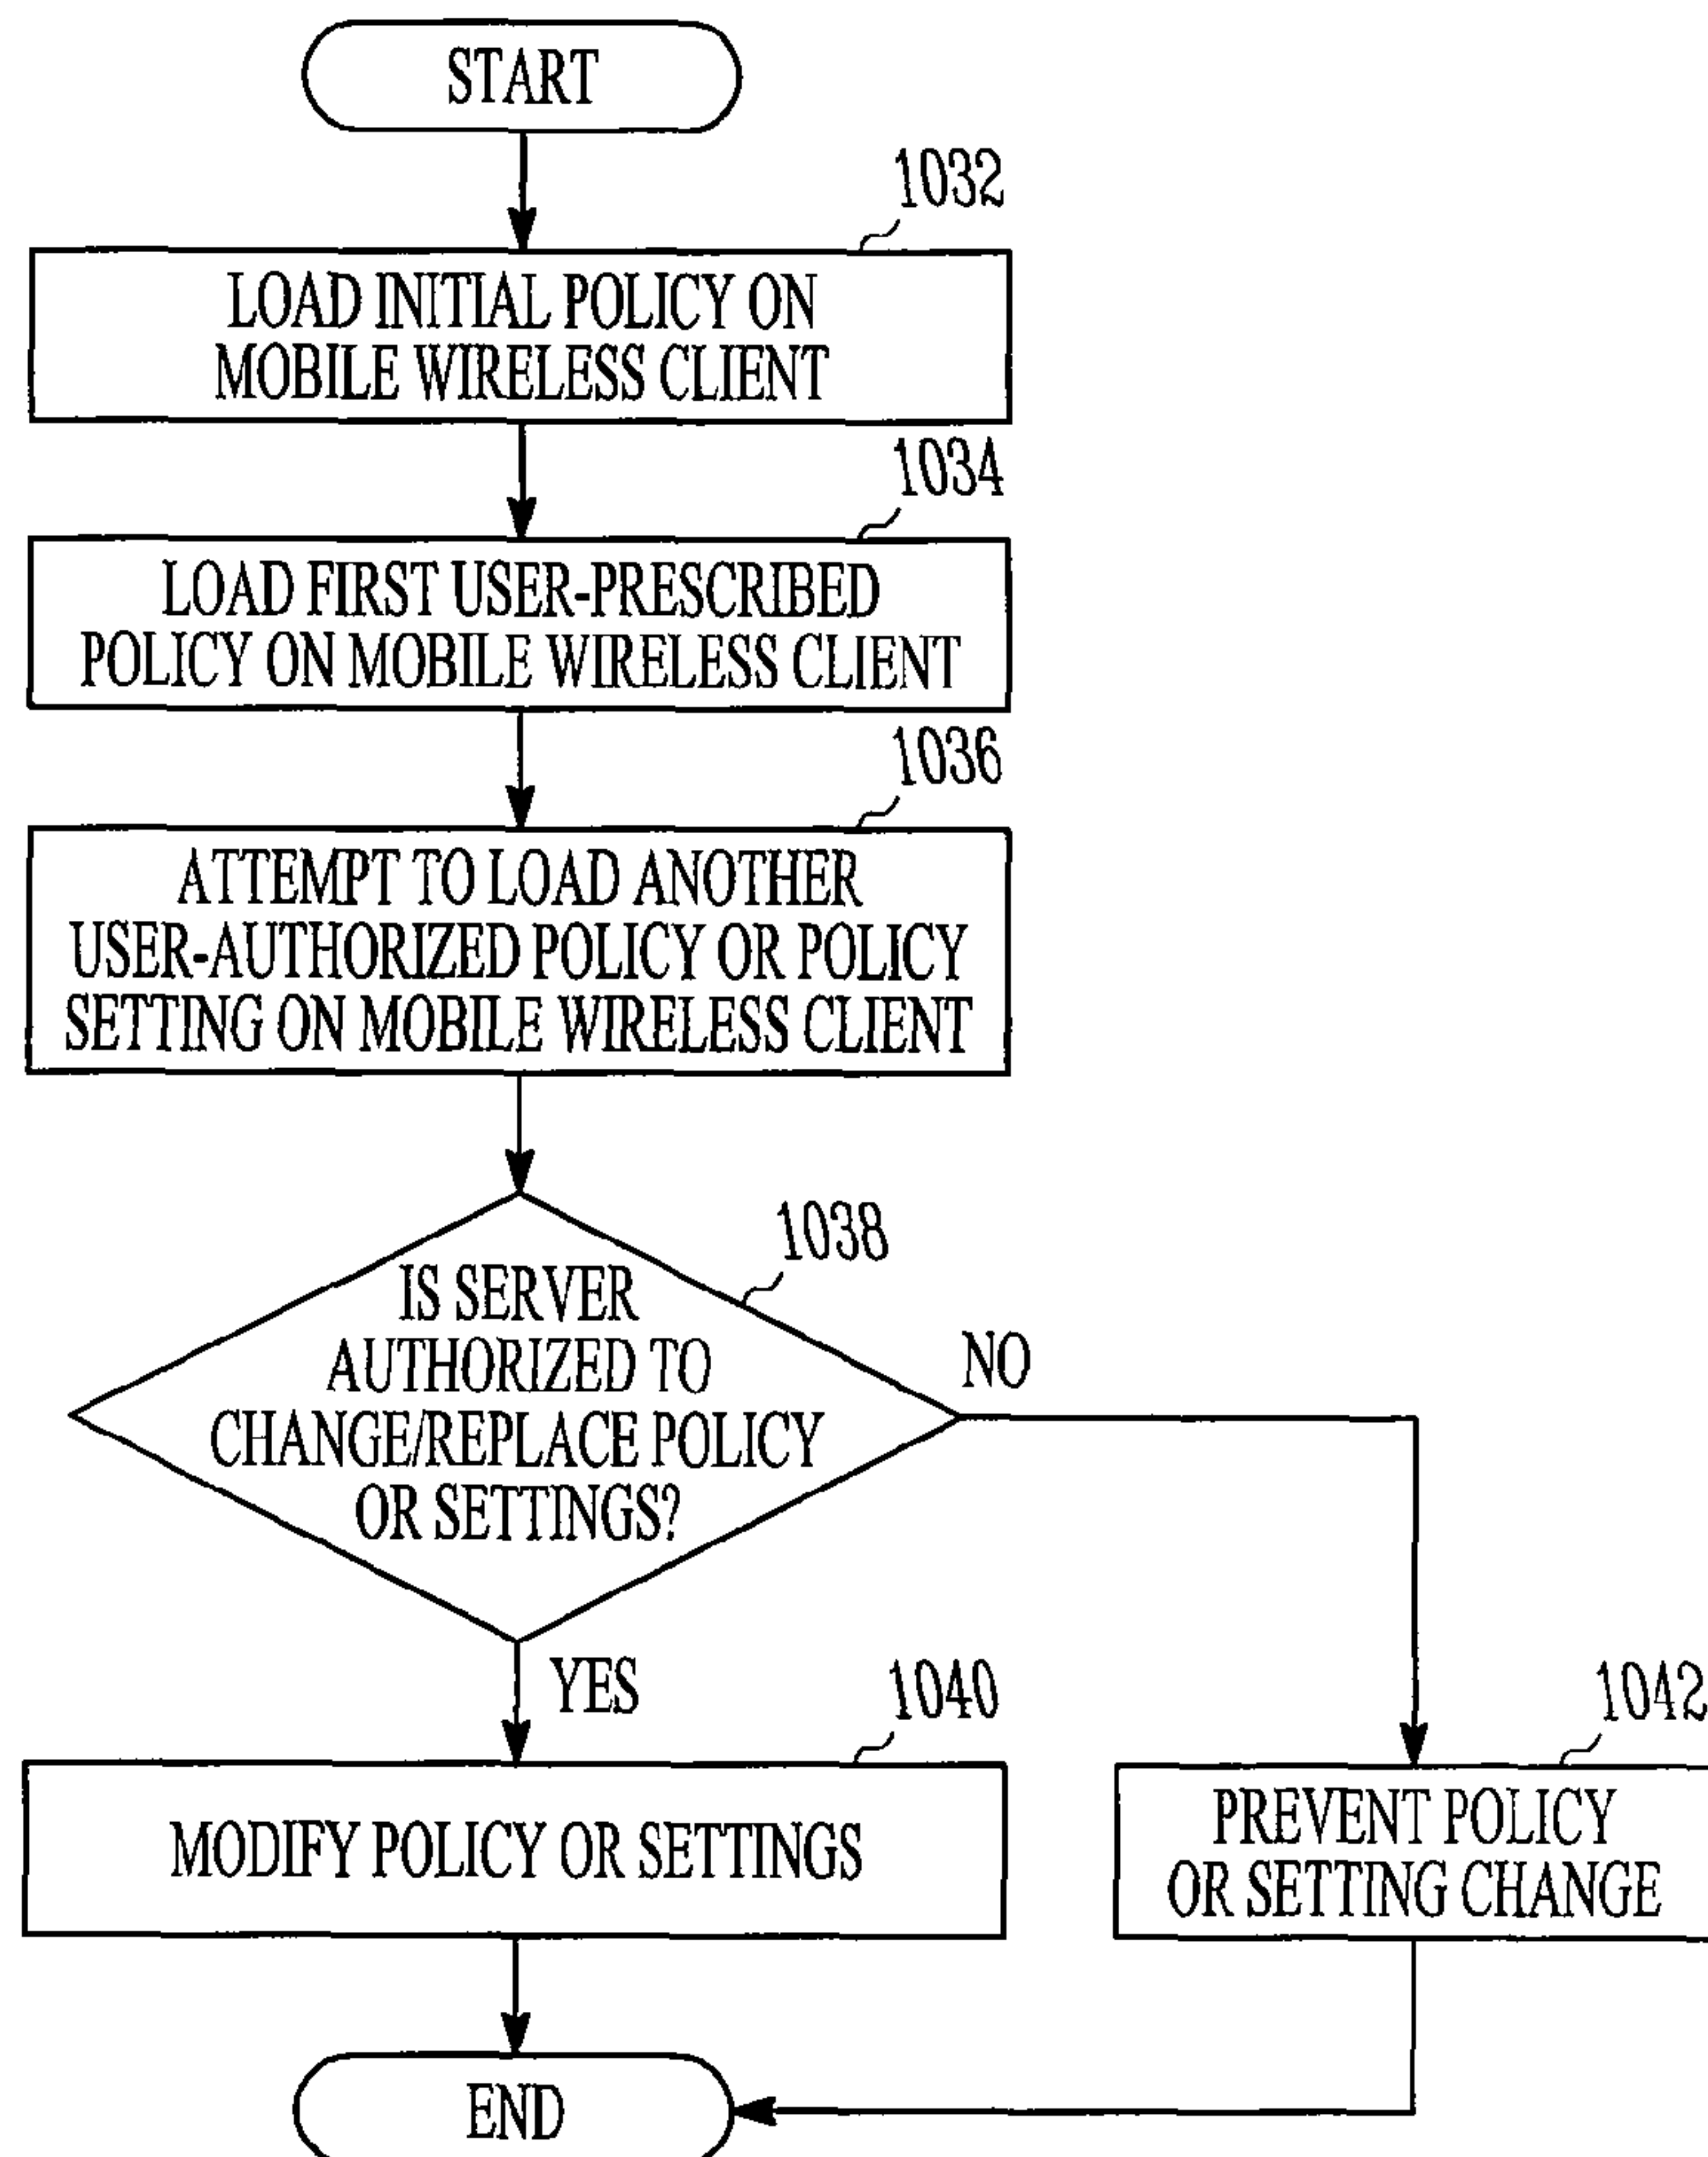 START
1032
LOAD INITIAL POLICY ON
MOBILE WIRELESS CLIENT
1034
LOAD FIRST USER-PRESCRIBED
POLICY ON MOBILE WIRELESS CLIENT
1036
ATTEMPT TO LOAD ANOTHER
USER-AUTHORIZED POLICY OR POLICY
SETTING ON MOBILE WIRELESS CLIENT
1038
IS SERVER
AUTHORIZED TO
CHANGE/REPLACE POLICY
OR SETTINGS?
NO
YES
1040
MODIFY POLICY OR SETTINGS
1042
PREVENT POLICY
OR SETTING CHANGE
END